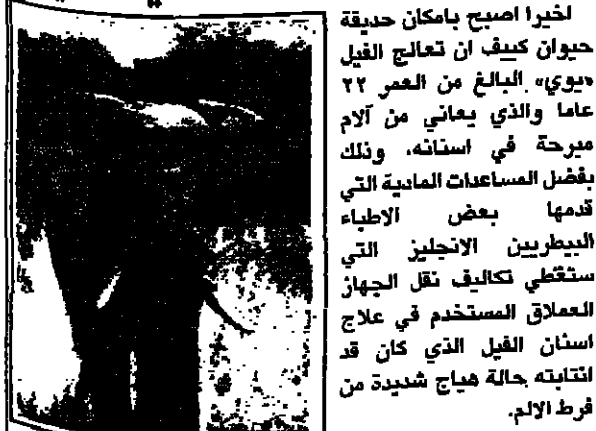 اخيرا اصبح بامكان حديقة
حيوان كييف ان تعالج الفيل
«بوي» البالغ من العمر ٢٢
عاما والذي يعاني من آلام
مبرحة في اسنانه، وذلك
بفضل المساعدات المادية التي
قدمها بعض الاطباء
البيطريين الانجليز التي
ستغطي تكاليف نقل الجهاز
العملاق المستخدم في علاج
اسنان الفيل الذي كان قد
انتابته حالة هياج شديدة من
فرط الالم.